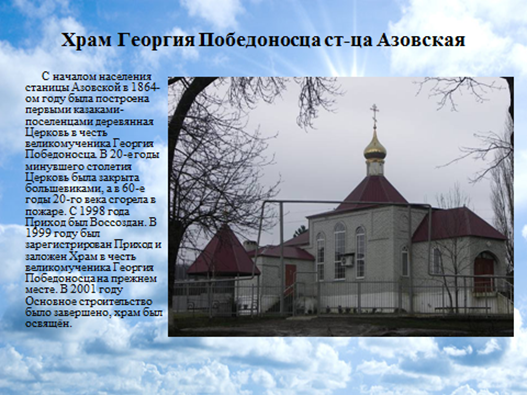 Храм Георгия Победоносца ст-ца Азовская
С началом населения
станицы Азовской в 1864-
ом году была построена
первыми казаками-
поселенцами деревянная
Церковь в честь
великомученика Георгия
Победоносца. В 20-е годы
минувшего столетия
Церковь была закрыта
большевиками, а в 60-е
годы 20-го века сгорела в
пожаре. С 1998 года
Приход был Воссоздан. В
1999 году был
зарегистрирован Приход и
заложен Храм в честь
великомученика Георгия
Победоносца на прежнем
месте. В 2001 году
Основное строительство
было завершено, храм был
освящён.